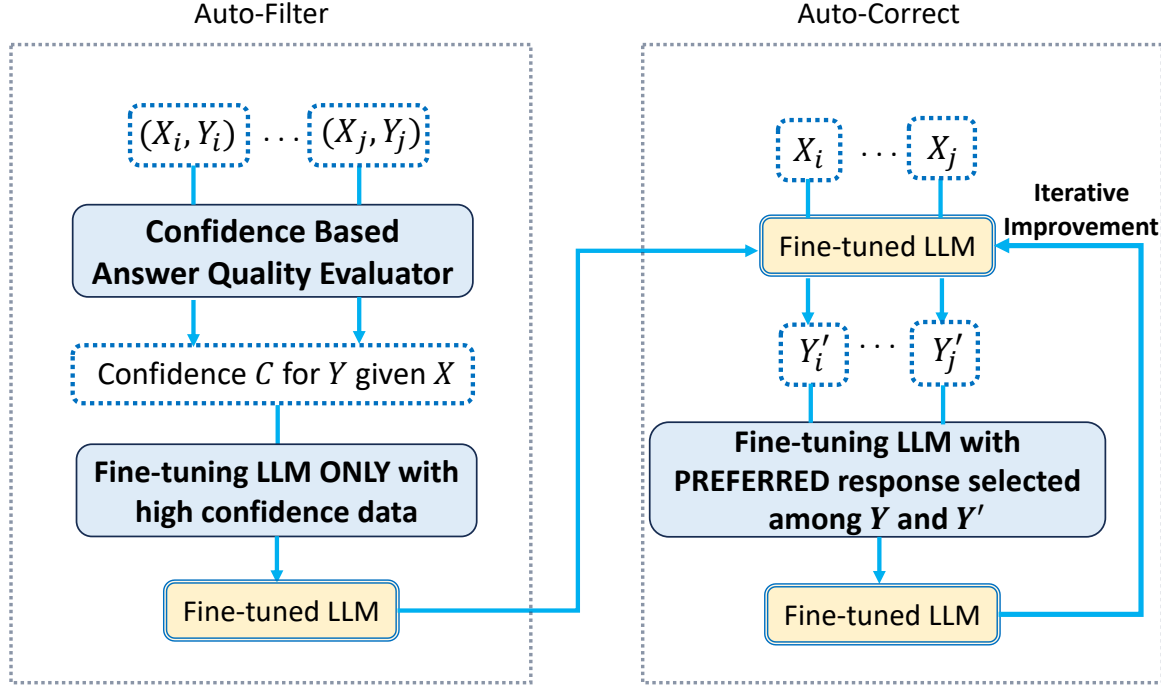 Auto-Filter
(X_i, Y_i) ... (X_j, Y_j)
Confidence Based
Answer Quality Evaluator
Confidence C for Y given X
Fine-tuning LLM ONLY with
high confidence data
Fine-tuned LLM
Auto-Correct
X_i ... X_j
Iterative
Improvement
Fine-tuned LLM
Y_i' ... Y_j'
Fine-tuning LLM with
PREFERRED response selected
among Y and Y'
Fine-tuned LLM